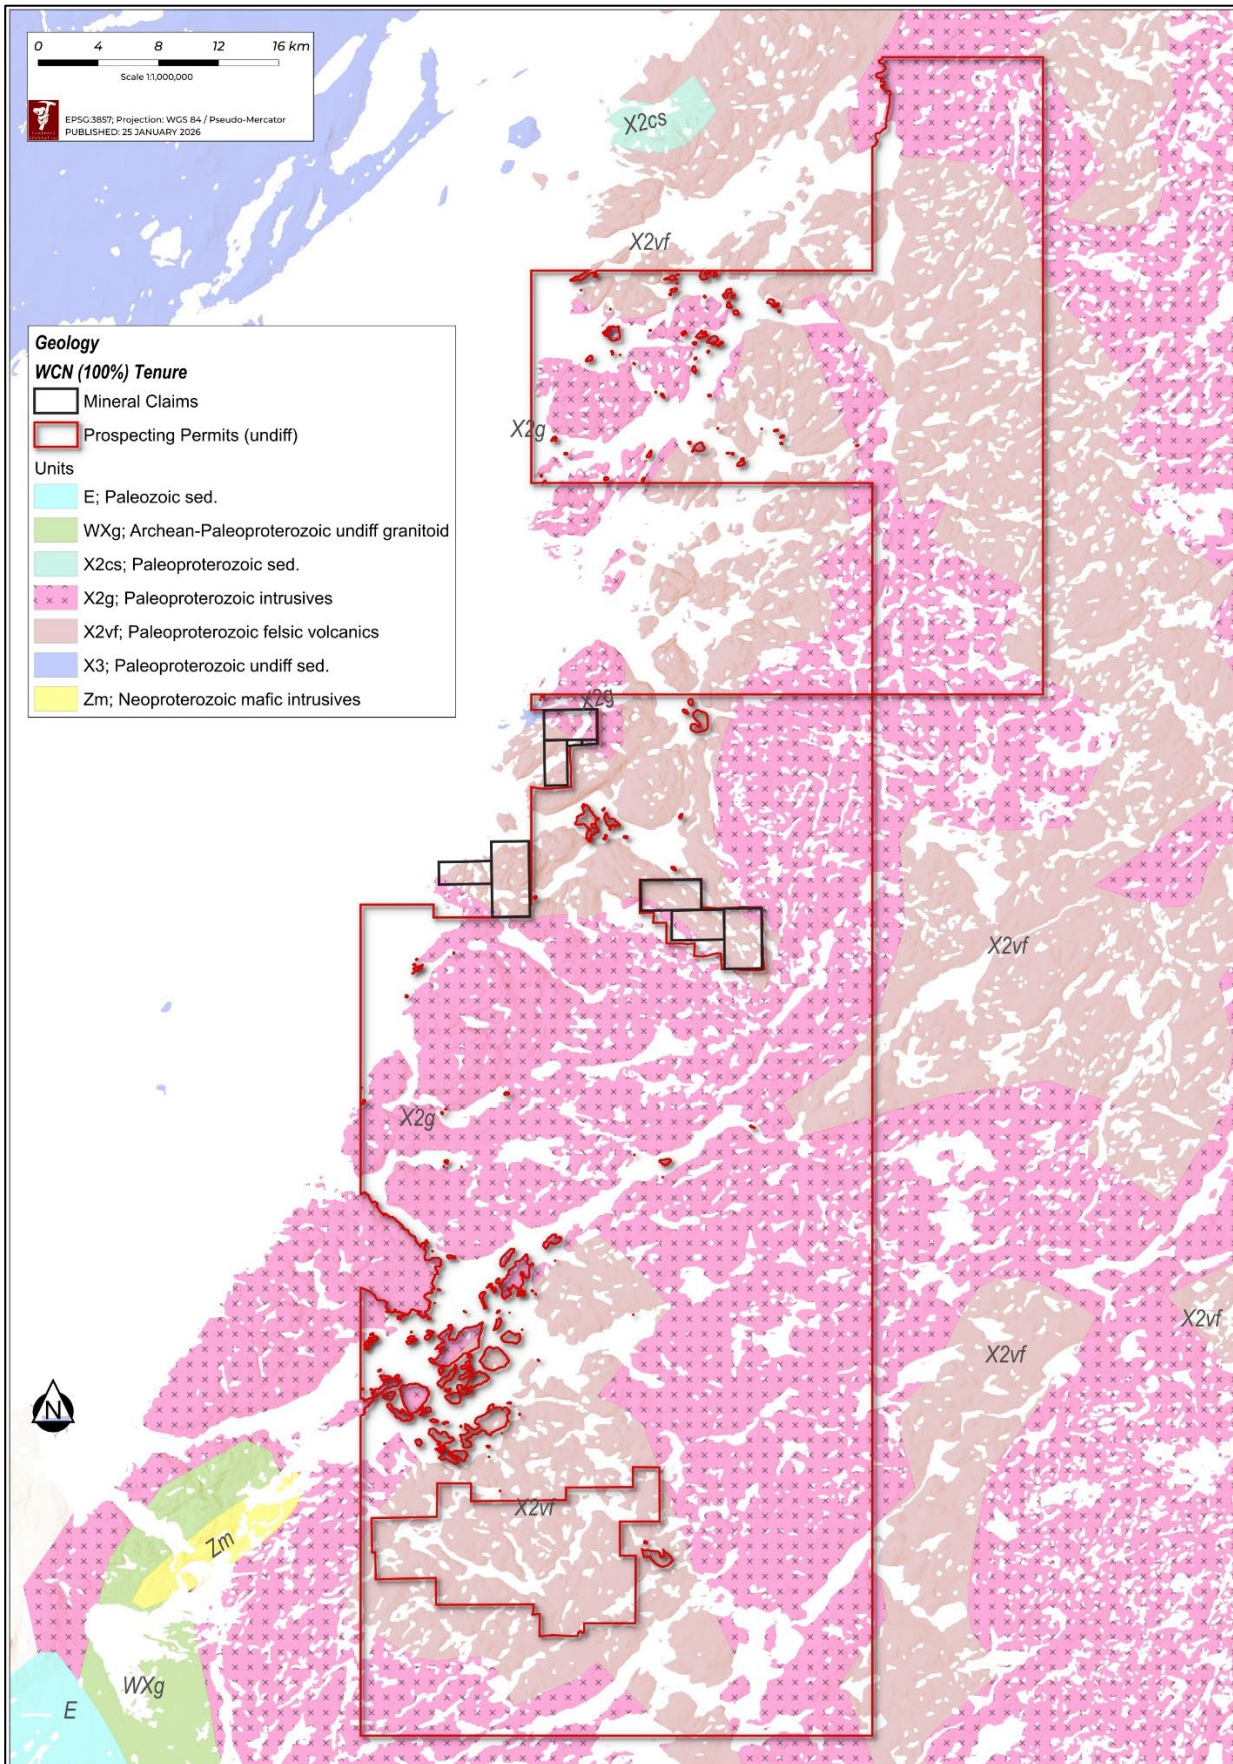 0 4 8 12 16 km
Scale 1:1,000,000
EPSG:3857; Projection: WGS 84 / Pseudo-Mercator
PUBLISHED: 25 JANUARY 2026
X2cs
X2vf
Geology
WCN (100%) Tenure
Mineral Claims
Prospecting Permits (undiff)
Units
E; Paleozoic sed.
WXg; Archean-Paleoproterozoic undiff granitoid
X2cs; Paleoproterozoic sed.
X2g; Paleoproterozoic intrusives
X2vf; Paleoproterozoic felsic volcanics
X3; Paleoproterozoic undiff sed.
Zm; Neoproterozoic mafic intrusives
X2g
X2g
X2vf
X2g
X2vf
X2vf
N
X2vf
Zm
WXg
E